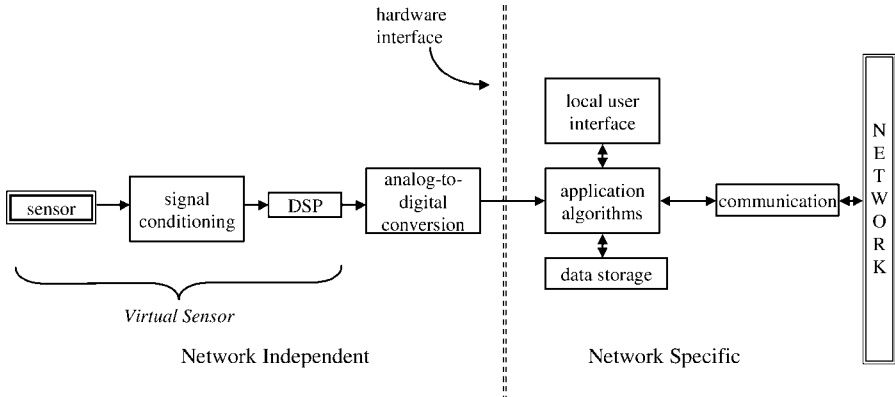 hardware
interface
local user
interface
sensor
signal
conditioning
DSP
analog-to-
digital
conversion
application
algorithms
communication
NETWORK
data storage
Virtual Sensor
Network Independent
Network Specific